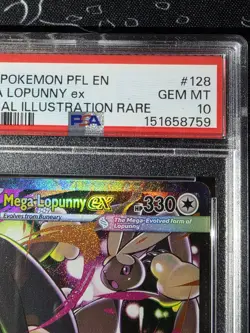 POKEMON PFL EN #128
LOPUNNY ex GEM MT
AL ILLUSTRATION RARE 10
PSA 151658759
Mega Lopunny ex HP 330
Evolves from Buneary
The Mega-Evolved form of
Lopunny